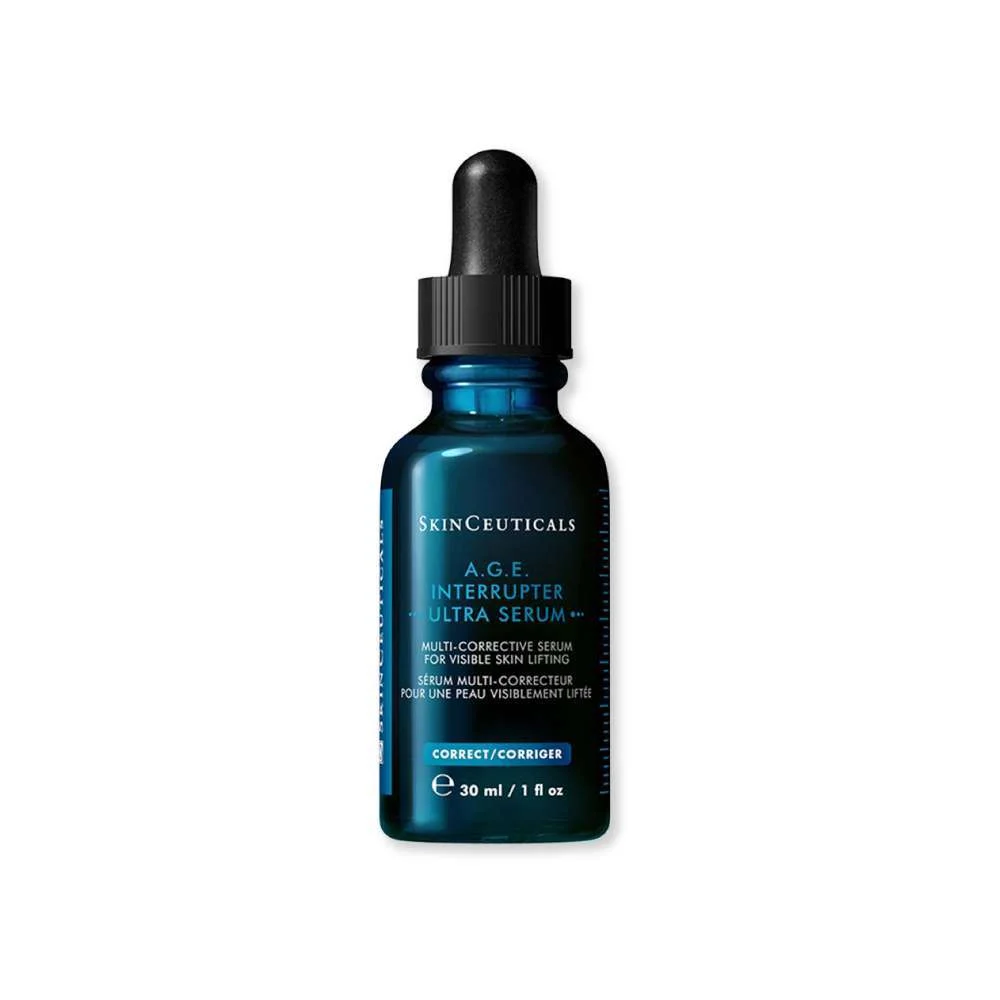 SKINCEUTICALS
A.G.E.
INTERRUPTER
ULTRA SERUM
MULTI-CORRECTIVE SERUM
FOR VISIBLE SKIN LIFTING
SÉRUM MULTI-CORRECTEUR
POUR UNE PEAU VISIBLEMENT LIFTÉE
CORRECT/CORRIGER
℮ 30 ml / 1 fl oz
SKINCEUTICALS